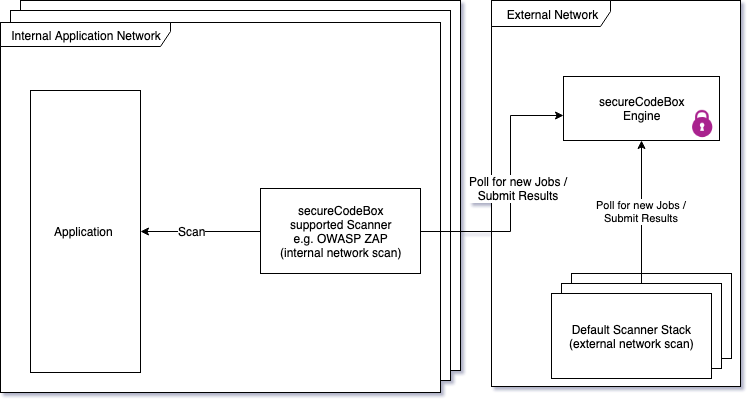 Internal Application Network
Application
Scan
secureCodeBox
supported Scanner
e.g. OWASP ZAP
(internal network scan)
Poll for new Jobs /
Submit Results
External Network
secureCodeBox
Engine
Poll for new Jobs /
Submit Results
Default Scanner Stack
(external network scan)